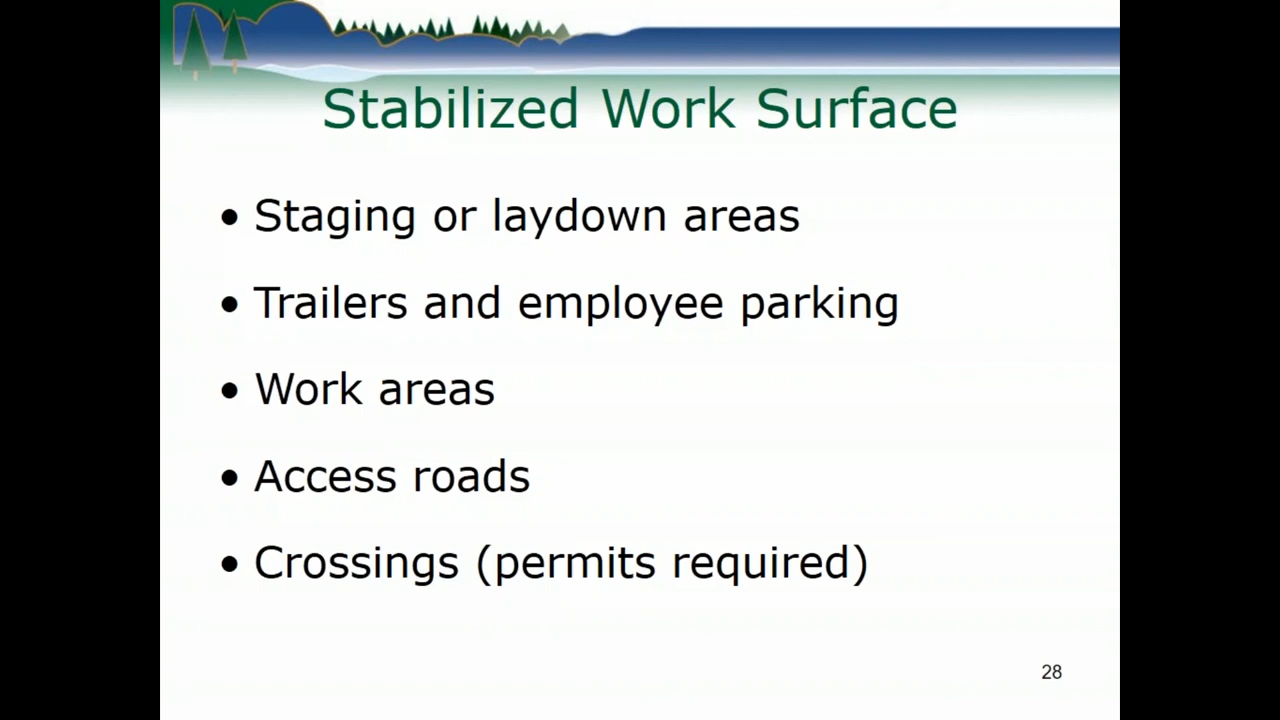 Stabilized Work Surface
• Staging or laydown areas
• Trailers and employee parking
• Work areas
• Access roads
• Crossings (permits required)
28